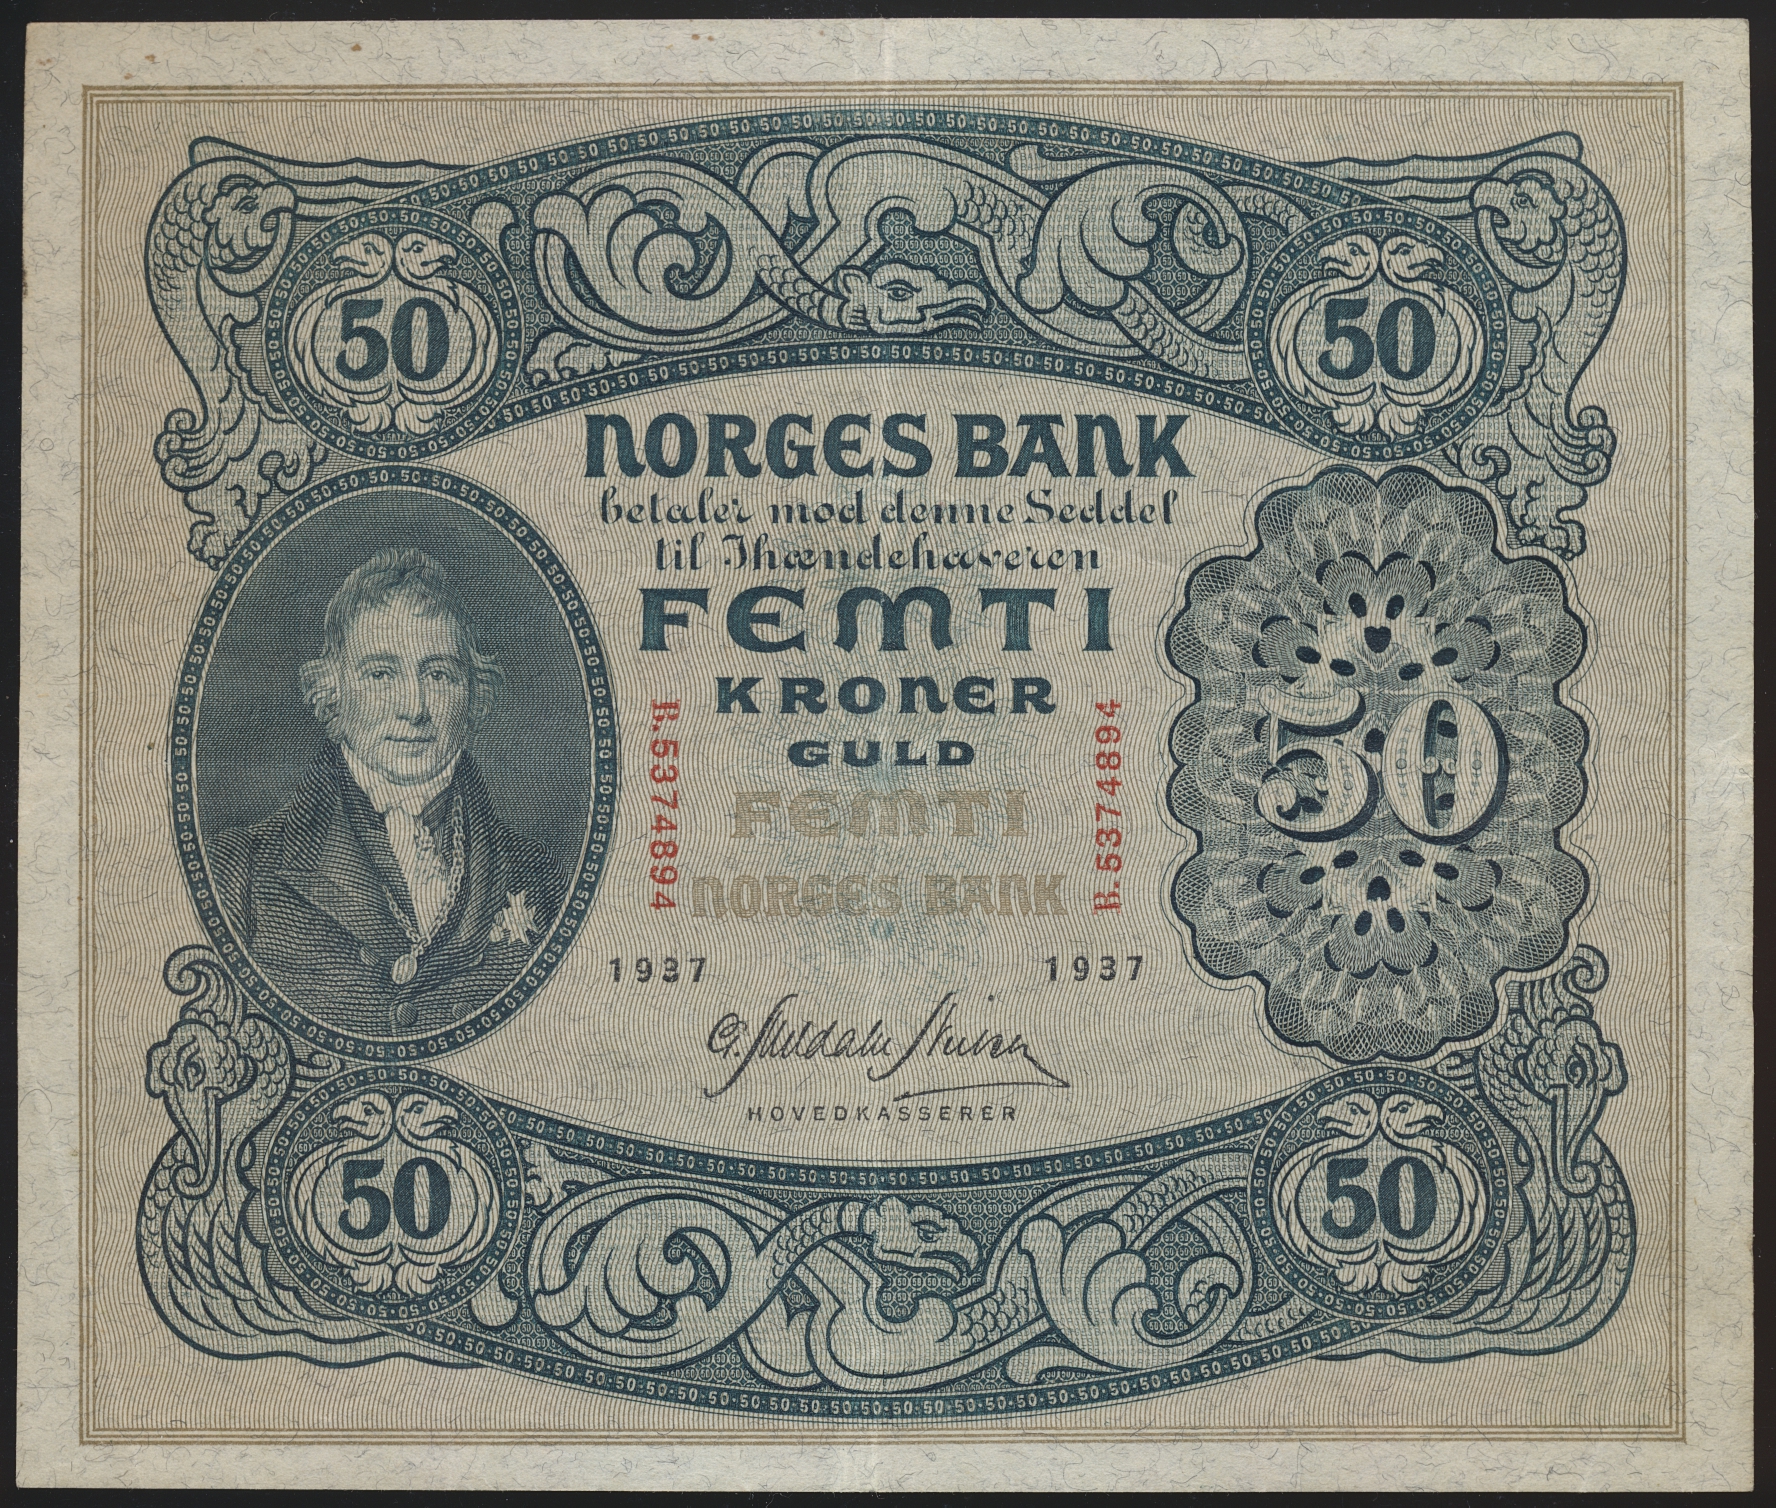 50 50
NORGES BANK
betaler mod denne Seddel
til Ihændehaveren
FEMTI
KRONER
GULD
B.5374894
B.5374894
50
FEMTI
NORGES BANK
1937 1937
HOVEDKASSERER
50 50